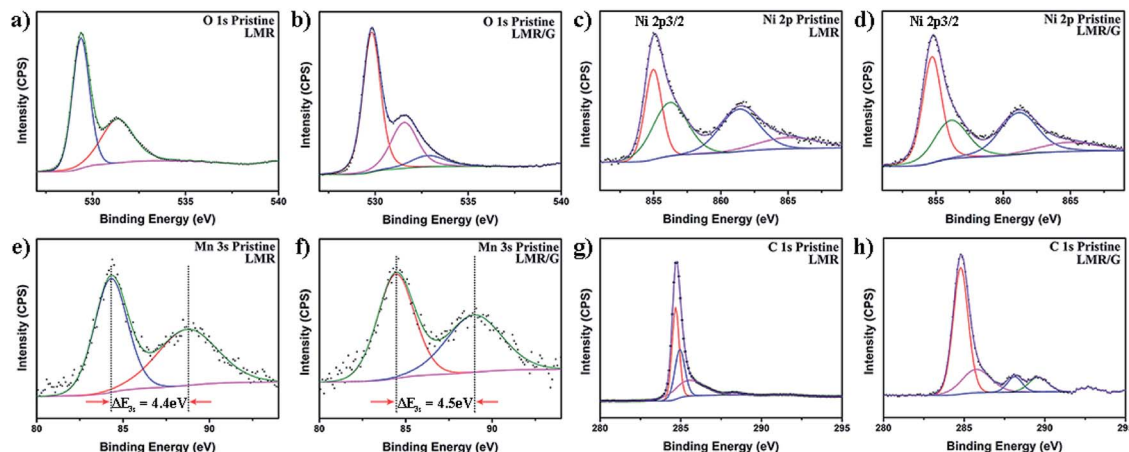 a)
O 1s Pristine
LMR
Intensity (CPS)
530
535
540
Binding Energy (eV)
b)
O 1s Pristine
LMR/G
Intensity (CPS)
530
535
540
Binding Energy (eV)
c)
Ni 2p3/2
Ni 2p Pristine
LMR
Intensity (CPS)
855
860
865
Binding Energy (eV)
d)
Ni 2p3/2
Ni 2p Pristine
LMR/G
Intensity (CPS)
855
860
865
Binding Energy (eV)
e)
Mn 3s Pristine
LMR
Intensity (CPS)
ΔE3s = 4.4eV
80
85
90
Binding Energy (eV)
f)
Mn 3s Pristine
LMR/G
Intensity (CPS)
ΔE3s = 4.5eV
80
85
90
Binding Energy (eV)
g)
C 1s Pristine
LMR
Intensity (CPS)
280
285
290
295
Binding Energy (eV)
h)
C 1s Pristine
LMR/G
Intensity (CPS)
280
285
290
295
Binding Energy (eV)